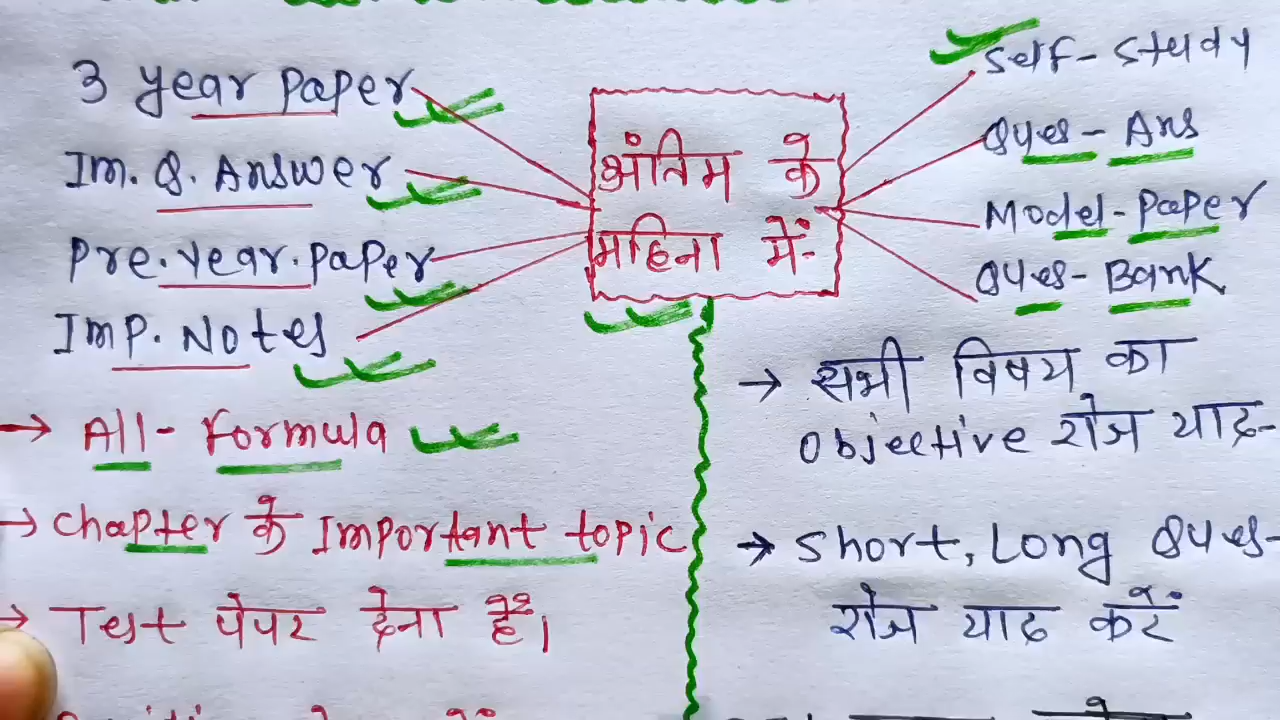 3 year paper
Im. Q. Answer
Pre. year. paper
Imp. Notes
अंतिम के
महिना में-
Self-Study
Ques-Ans
Model-Paper
Ques-Bank
→ All-formula
→ Chapter के Important topic
→ Test पेपर देना है।
→ सभी विषय का
Objective रोज याद-
→ Short, Long Ques-
रोज याद करें